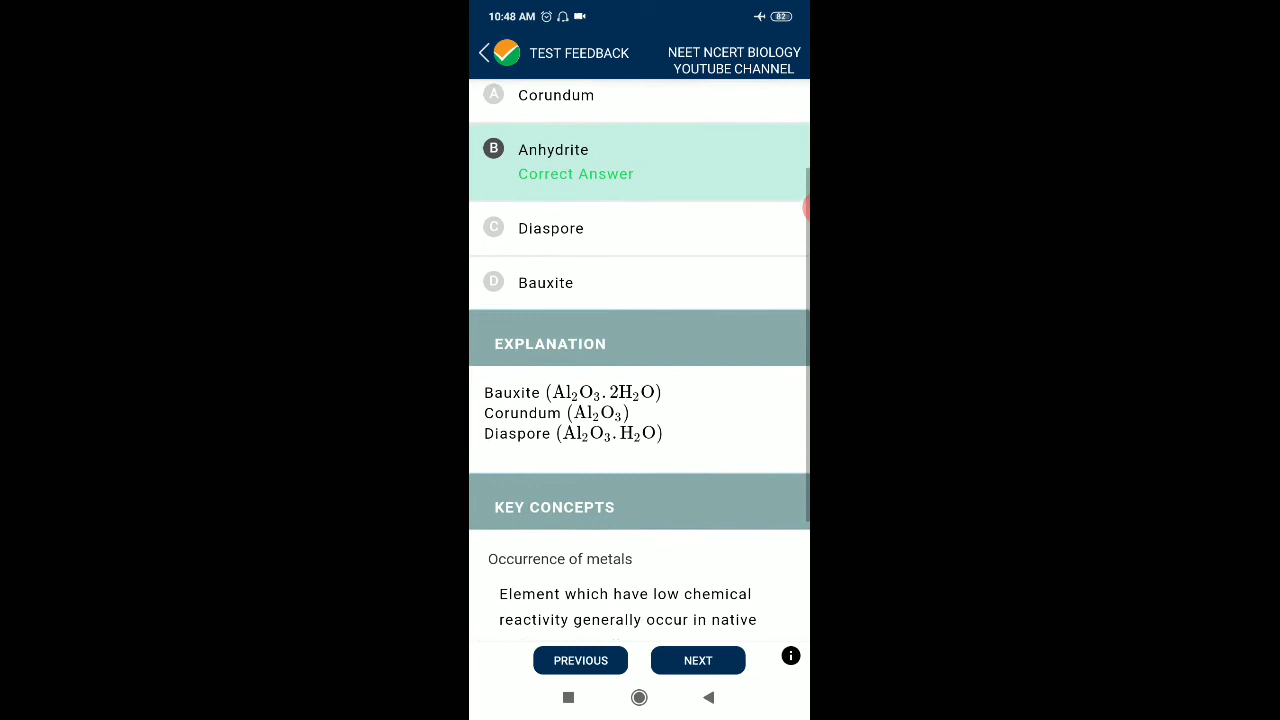 10:48 AM 82
TEST FEEDBACK
NEET NCERT BIOLOGY
YOUTUBE CHANNEL
A Corundum
B Anhydrite
Correct Answer
C Diaspore
D Bauxite
EXPLANATION
Bauxite (Al₂O₃.2H₂O)
Corundum (Al₂O₃)
Diaspore (Al₂O₃.H₂O)
KEY CONCEPTS
Occurrence of metals
Element which have low chemical
reactivity generally occur in native
PREVIOUS NEXT